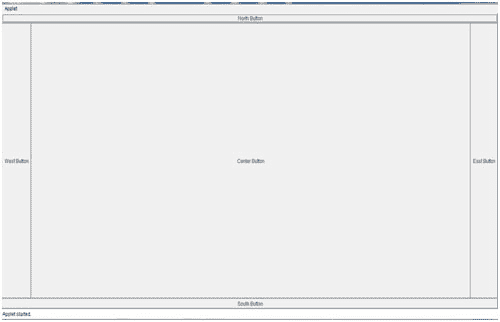 Applet
North Button
West Button
Center Button
East Button
South Button
Applet started.